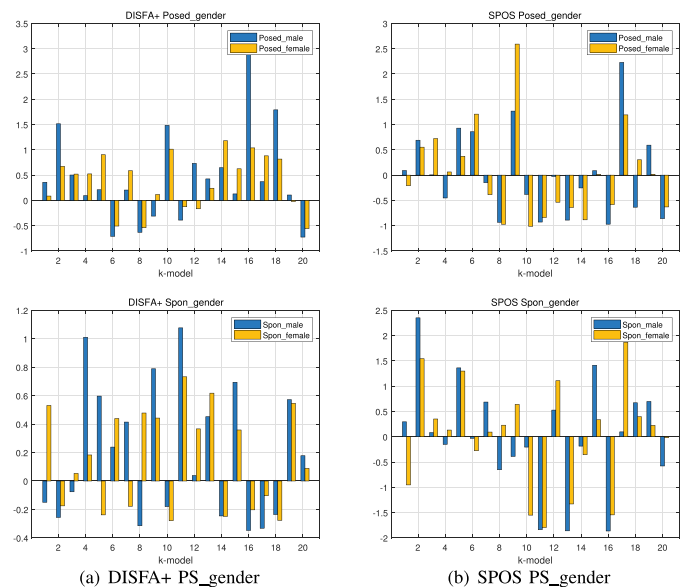 DISFA+ Posed_gender
3.5
3
2.5
2
1.5
1
0.5
0
-0.5
-1
Posed_male
Posed_female
2 4 6 8 10 12 14 16 18 20
k-model
SPOS Posed_gender
3
2.5
2
1.5
1
0.5
0
-0.5
-1
-1.5
Posed_male
Posed_female
2 4 6 8 10 12 14 16 18 20
k-model
DISFA+ Spon_gender
1.2
1
0.8
0.6
0.4
0.2
0
-0.2
-0.4
Spon_male
Spon_female
2 4 6 8 10 12 14 16 18 20
k-model
SPOS Spon_gender
2.5
2
1.5
1
0.5
0
-0.5
-1
-1.5
-2
Spon_male
Spon_female
2 4 6 8 10 12 14 16 18 20
k-model
(a) DISFA+ PS_gender
(b) SPOS PS_gender